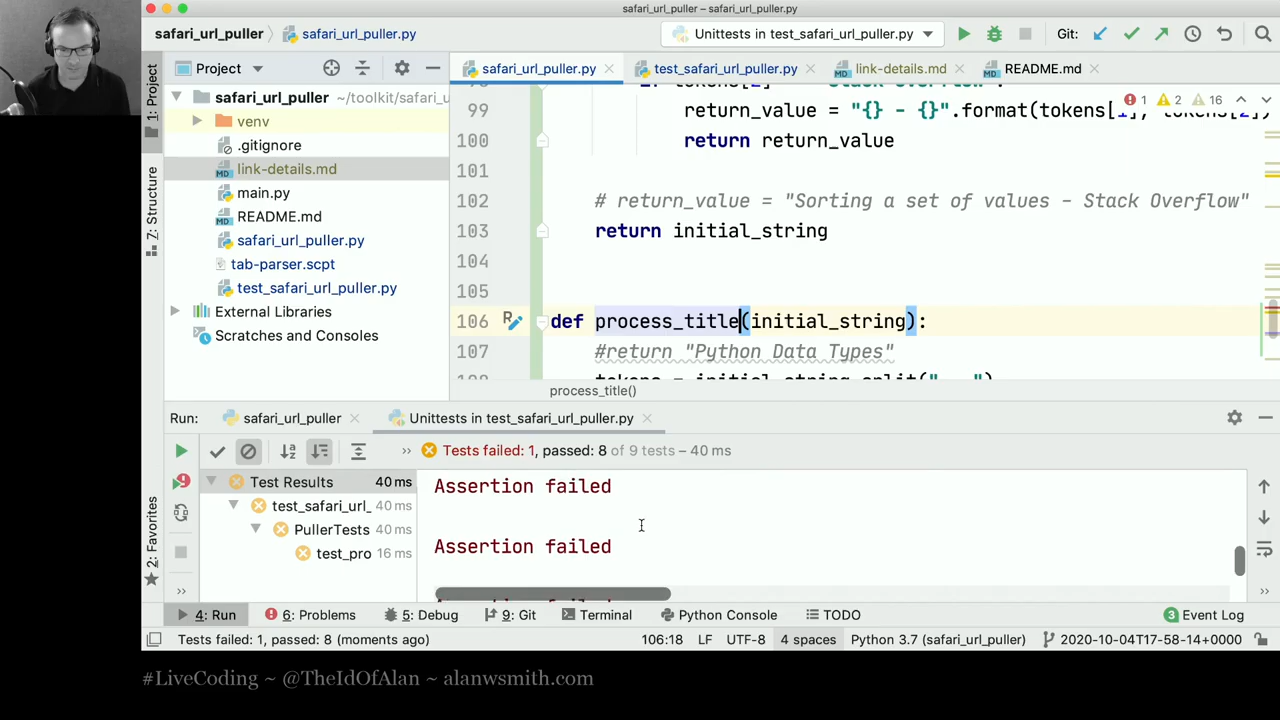 safari_url_puller – safari_url_puller.py
safari_url_puller
safari_url_puller.py
Unittests in test_safari_url_puller.py
Git:
1: Project
Z: Structure
2: Favorites
Project
safari_url_puller ~/toolkit/safari_u
venv
.gitignore
link-details.md
main.py
README.md
safari_url_puller.py
tab-parser.scpt
test_safari_url_puller.py
External Libraries
Scratches and Consoles
safari_url_puller.py
test_safari_url_puller.py
link-details.md
README.md
1 2 16
99 return_value = "{} - {}".format(tokens[1], tokens[2])
100 return return_value
101
102 # return_value = "Sorting a set of values - Stack Overflow"
103 return initial_string
104
105
106 def process_title(initial_string):
107 #return "Python Data Types"
process_title()
Run:
safari_url_puller
Unittests in test_safari_url_puller.py
Tests failed: 1, passed: 8 of 9 tests – 40 ms
Test Results 40 ms
test_safari_url_ 40 ms
PullerTests 40 ms
test_pro 16 ms
Assertion failed
Assertion failed
4: Run
6: Problems
5: Debug
9: Git
Terminal
Python Console
TODO
3 Event Log
Tests failed: 1, passed: 8 (moments ago)
106:18 LF UTF-8 4 spaces Python 3.7 (safari_url_puller) 2020-10-04T17-58-14+0000
#LiveCoding ~ @TheIdOfAlan ~ alanwsmith.com